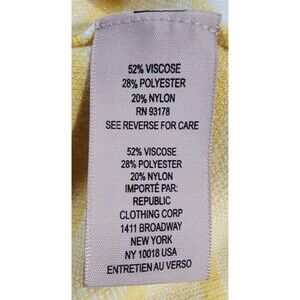 52% VISCOSE
28% POLYESTER
20% NYLON
RN 93178
SEE REVERSE FOR CARE
52% VISCOSE
28% POLYESTER
20% NYLON
IMPORTÉ PAR:
REPUBLIC
CLOTHING CORP
1411 BROADWAY
NEW YORK
NY 10018 USA
ENTRETIEN AU VERSO